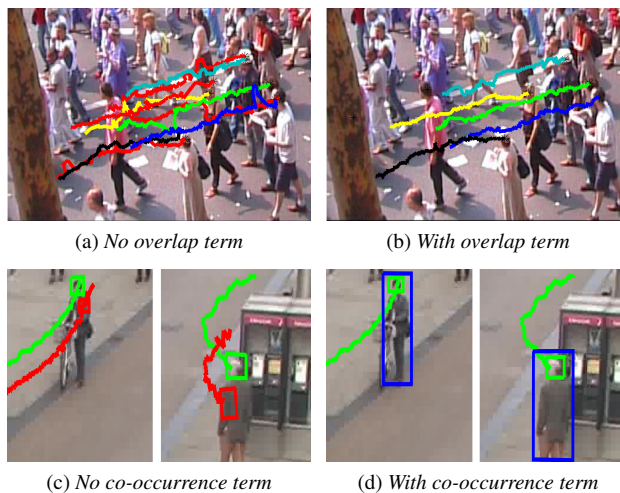 (a) No overlap term
(b) With overlap term
(c) No co-occurrence term
(d) With co-occurrence term